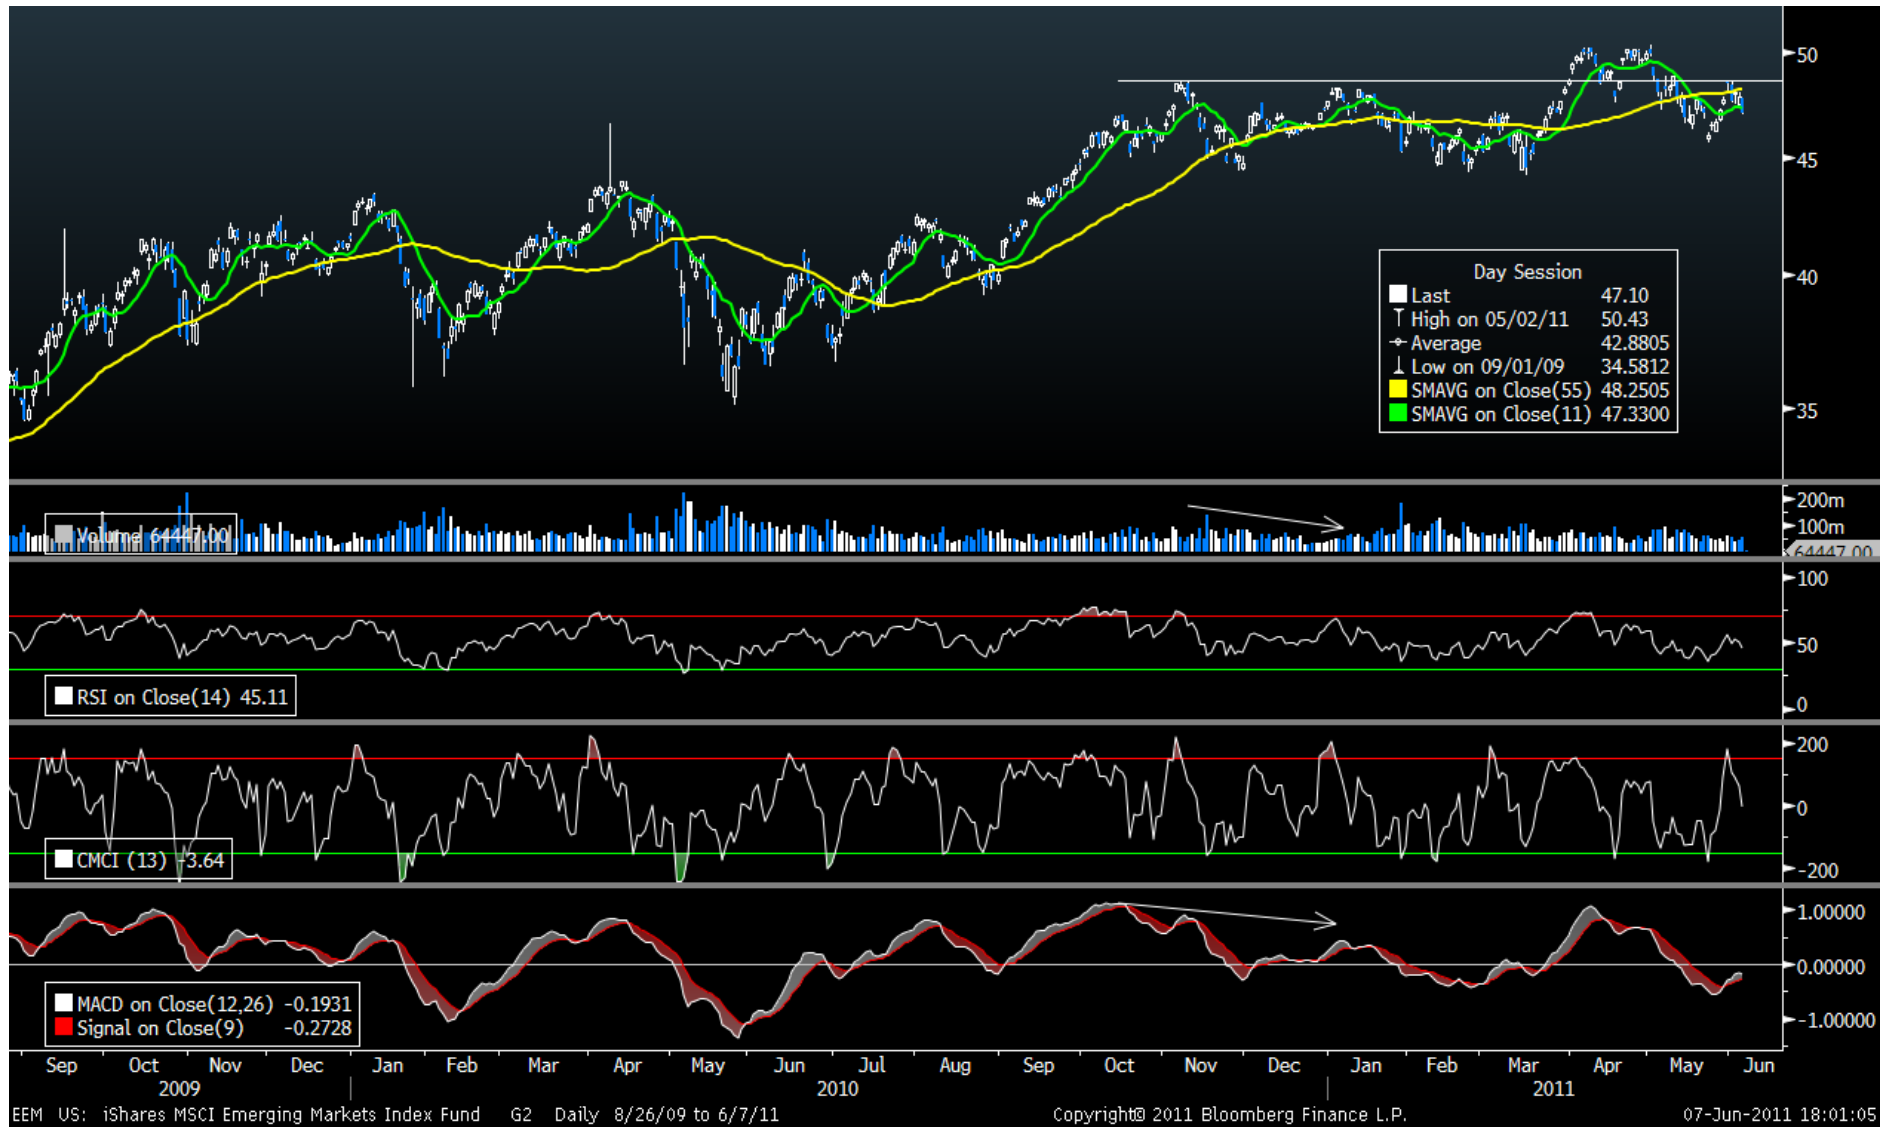 50
45
40
35
Day Session
Last 47.10
High on 05/02/11 50.43
Average 42.8805
Low on 09/01/09 34.5812
SMAVG on Close(55) 48.2505
SMAVG on Close(11) 47.3300
200m
100m
64447.00
Volume 64447.00
100
50
0
RSI on Close(14) 45.11
200
0
-200
CMCI (13) -3.64
1.00000
0.00000
-1.00000
MACD on Close(12,26) -0.1931
Signal on Close(9) -0.2728
Sep Oct Nov Dec Jan Feb Mar Apr May Jun Jul Aug Sep Oct Nov Dec Jan Feb Mar Apr May Jun
2009 2010 2011
EEM US: iShares MSCI Emerging Markets Index Fund G2 Daily 8/26/09 to 6/7/11 Copyright© 2011 Bloomberg Finance L.P. 07-Jun-2011 18:01:05